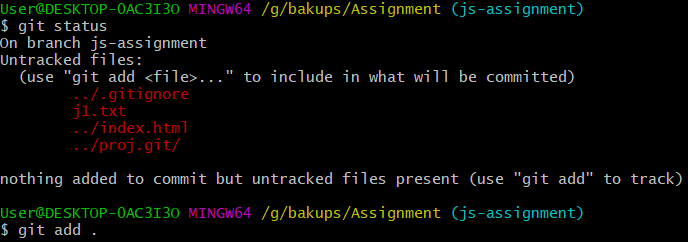 User@DESKTOP-OAC3I3O MINGW64 /g/bakups/Assignment (js-assignment)
$ git status
On branch js-assignment
Untracked files:
  (use "git add <file>..." to include in what will be committed)
        ../.gitignore
        j1.txt
        ../index.html
        ../proj.git/

nothing added to commit but untracked files present (use "git add" to track)

User@DESKTOP-OAC3I3O MINGW64 /g/bakups/Assignment (js-assignment)
$ git add .